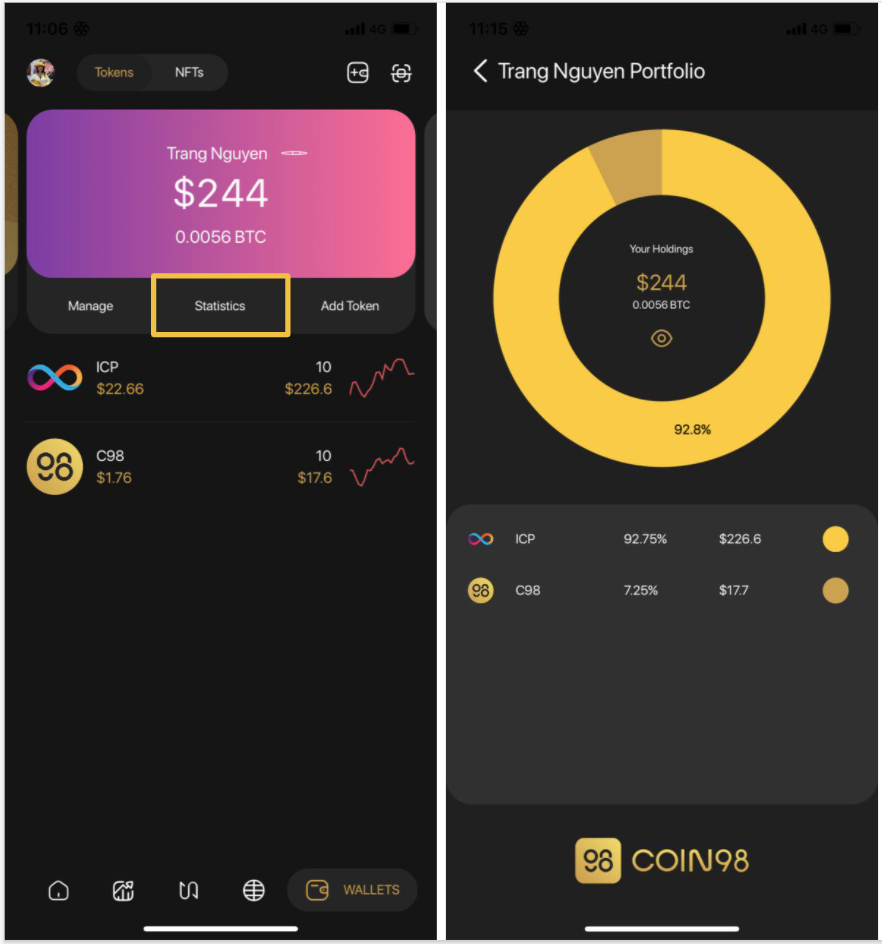 11:06
4G
Tokens
NFTs
Trang Nguyen
$244
0.0056 BTC
Manage
Statistics
Add Token
ICP
10
$22.66
$226.6
C98
10
$1.76
$17.6
WALLETS
11:15
4G
Trang Nguyen Portfolio
Your Holdings
$244
0.0056 BTC
92.8%
ICP 92.75% $226.6
C98 7.25% $17.7
COIN98